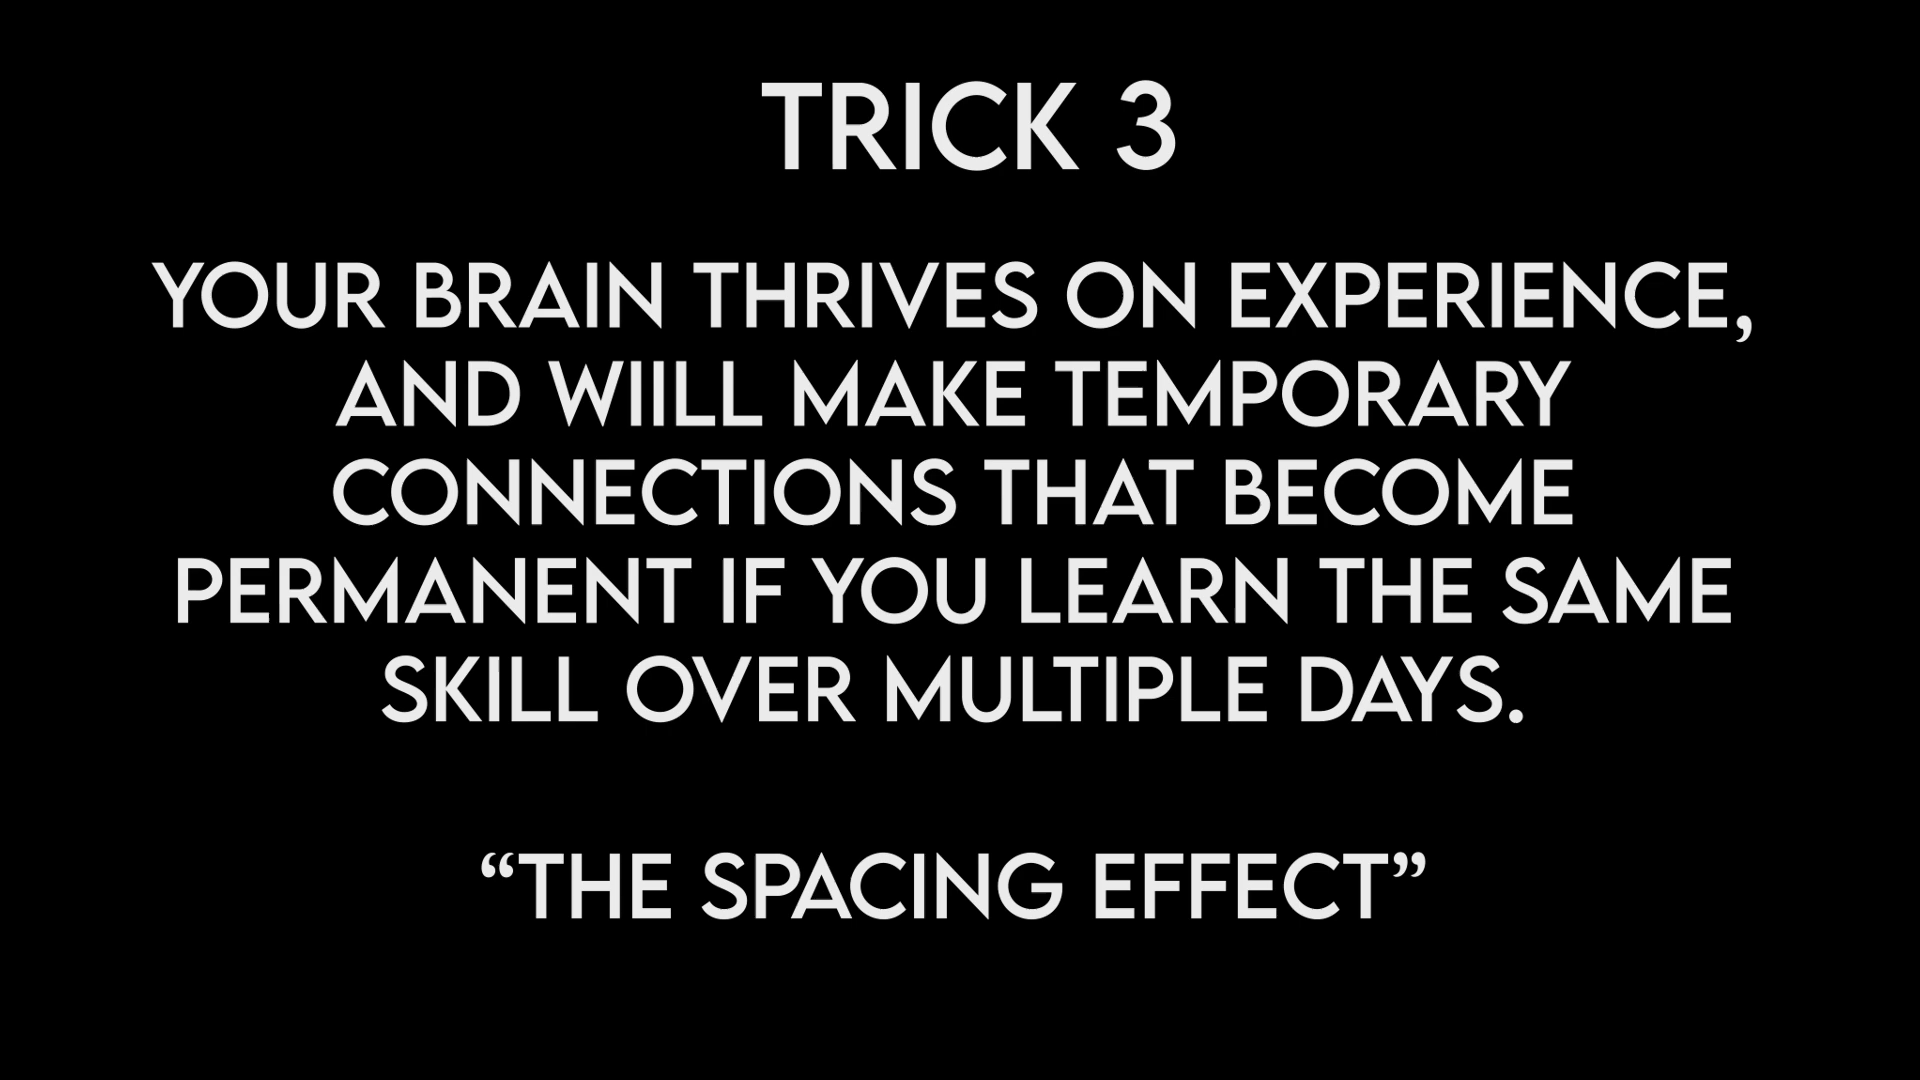 TRICK 3
YOUR BRAIN THRIVES ON EXPERIENCE,
AND WIILL MAKE TEMPORARY
CONNECTIONS THAT BECOME
PERMANENT IF YOU LEARN THE SAME
SKILL OVER MULTIPLE DAYS.
“THE SPACING EFFECT”